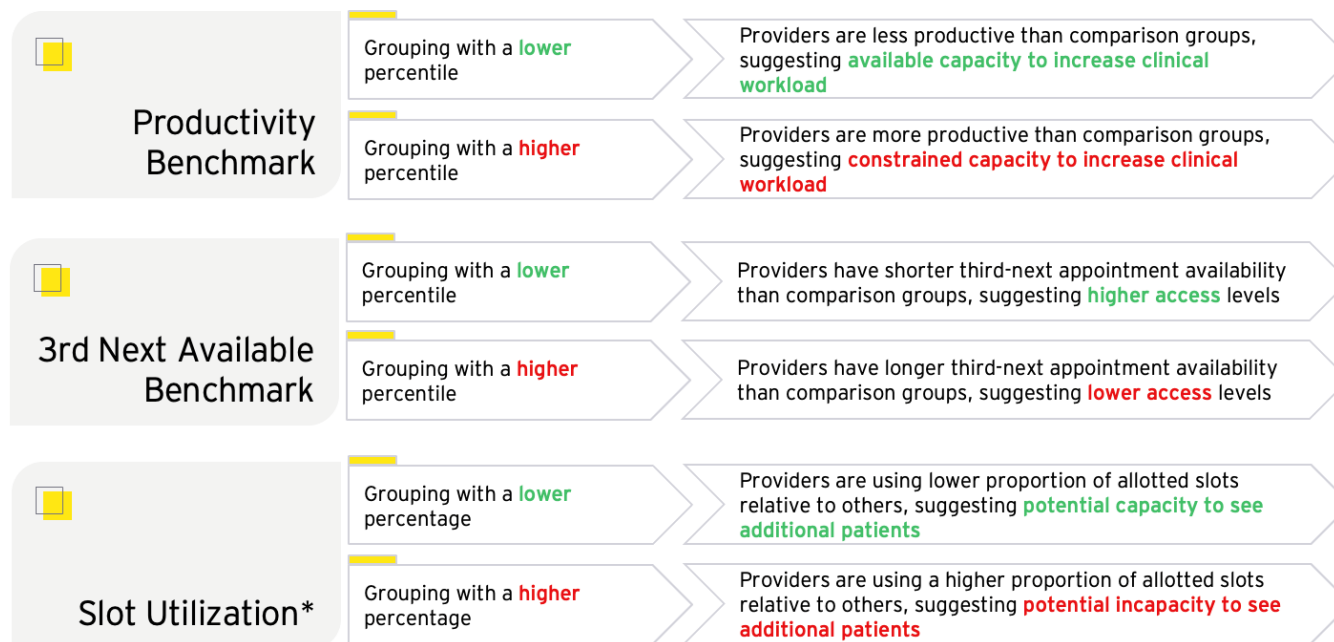 Productivity
Benchmark
Grouping with a lower
percentile
Providers are less productive than comparison groups,
suggesting available capacity to increase clinical
workload
Grouping with a higher
percentile
Providers are more productive than comparison groups,
suggesting constrained capacity to increase clinical
workload
3rd Next Available
Benchmark
Grouping with a lower
percentile
Providers have shorter third-next appointment availability
than comparison groups, suggesting higher access levels
Grouping with a higher
percentile
Providers have longer third-next appointment availability
than comparison groups, suggesting lower access levels
Slot Utilization*
Grouping with a lower
percentage
Providers are using lower proportion of allotted slots
relative to others, suggesting potential capacity to see
additional patients
Grouping with a higher
percentage
Providers are using a higher proportion of allotted slots
relative to others, suggesting potential incapacity to see
additional patients